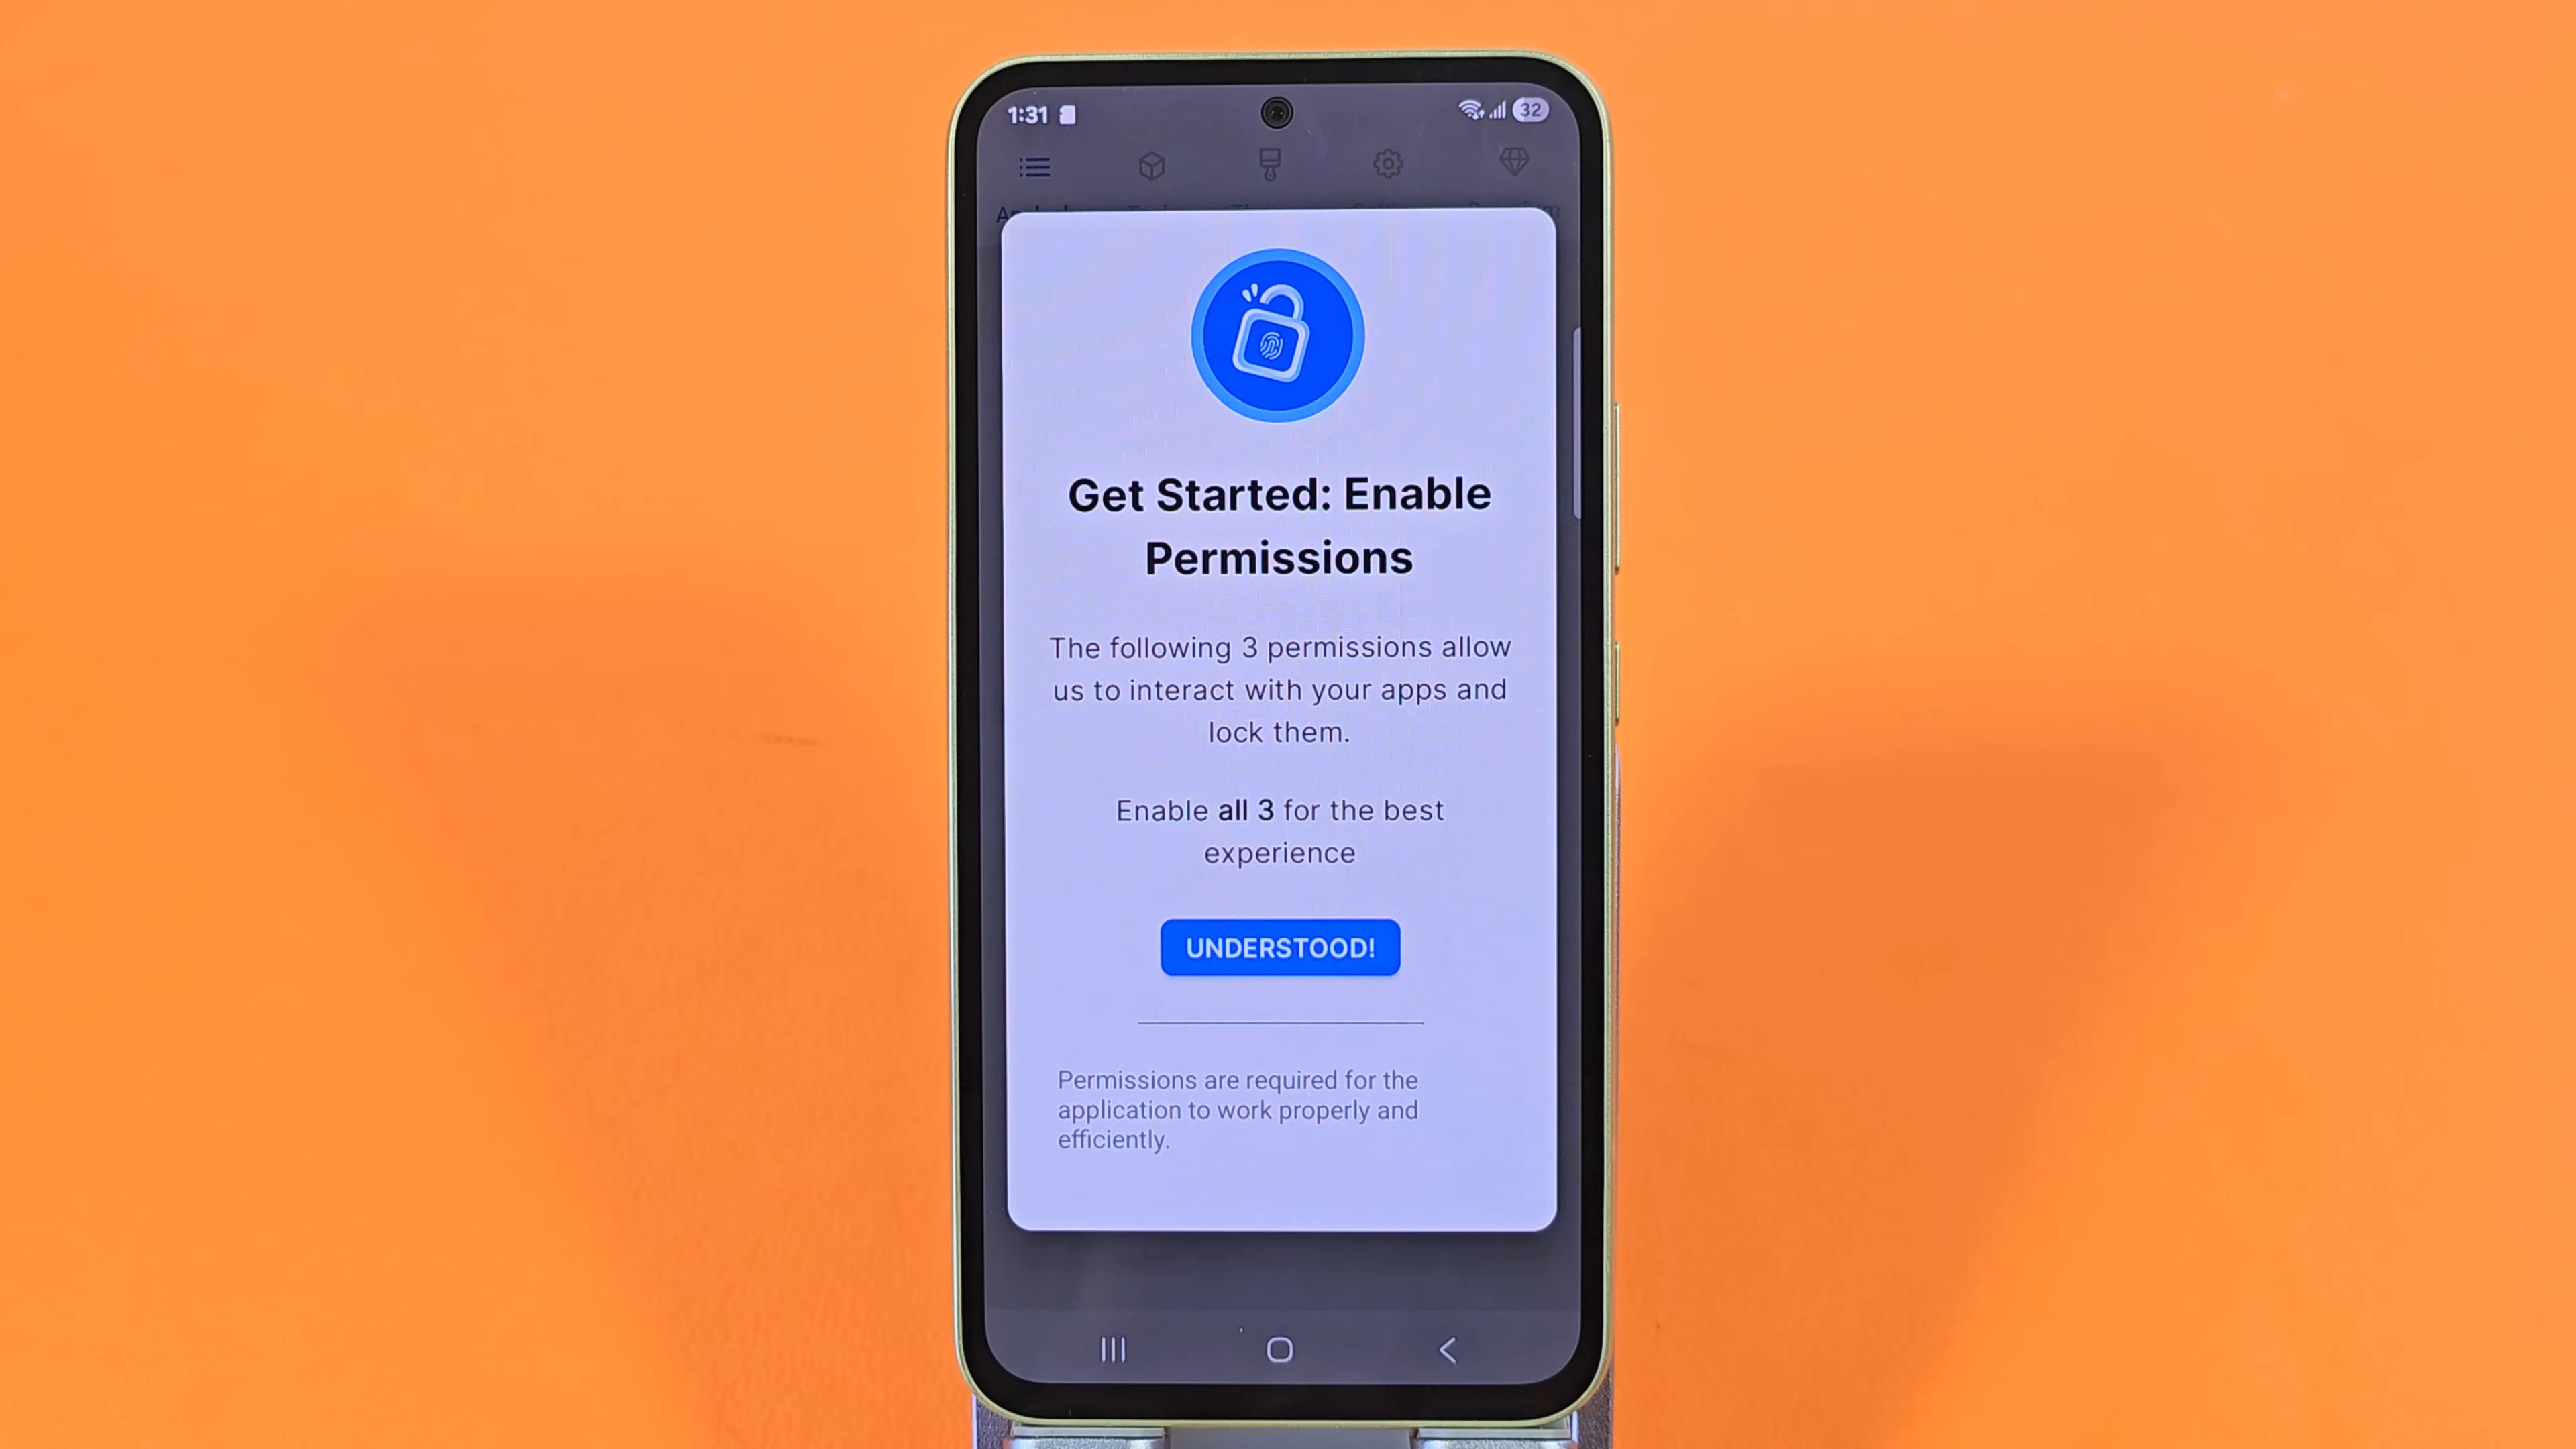 1:31
32
Get Started: Enable
Permissions
The following 3 permissions allow
us to interact with your apps and
lock them.
Enable all 3 for the best
experience
UNDERSTOOD!
Permissions are required for the
application to work properly and
efficiently.